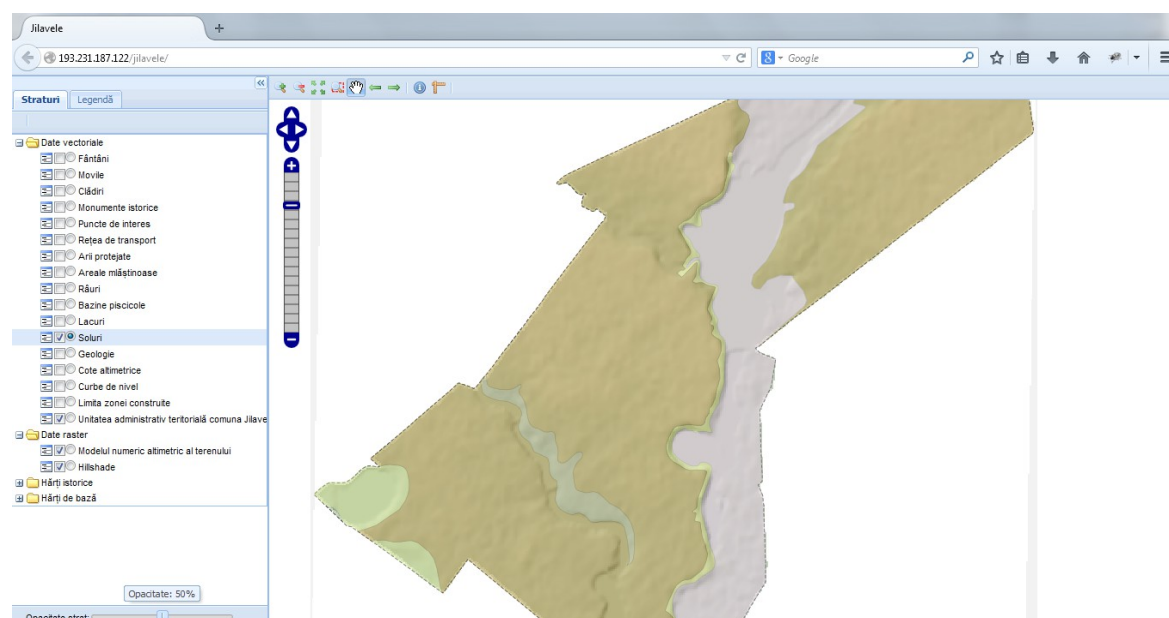 Jilavele
193.231.187.122/jilavele/
8 Google
Straturi Legendă
Date vectoriale
Fântâni
Movile
Clădiri
Monumente istorice
Puncte de interes
Rețea de transport
Arii protejate
Areale mlăștinoase
Râuri
Bazine piscicole
Lacuri
Soluri
Geologie
Cote altimetrice
Curbe de nivel
Limita zonei construite
Unitatea administrativ teritorială comuna Jilave
Date raster
Modelul numeric altimetric al terenului
Hillshade
Hărți istorice
Hărți de bază
Opacitate: 50%
Opacitate strat: